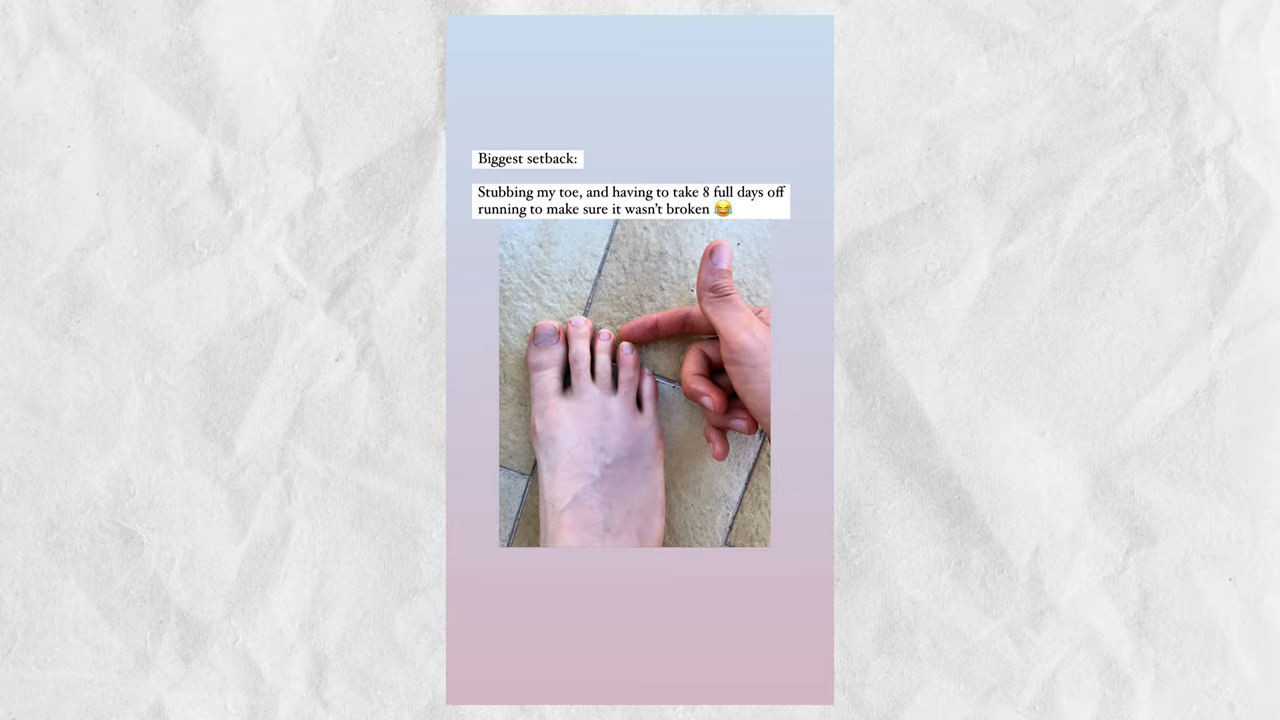 Biggest setback:
Stubbing my toe, and having to take 8 full days off
running to make sure it wasn’t broken 😂